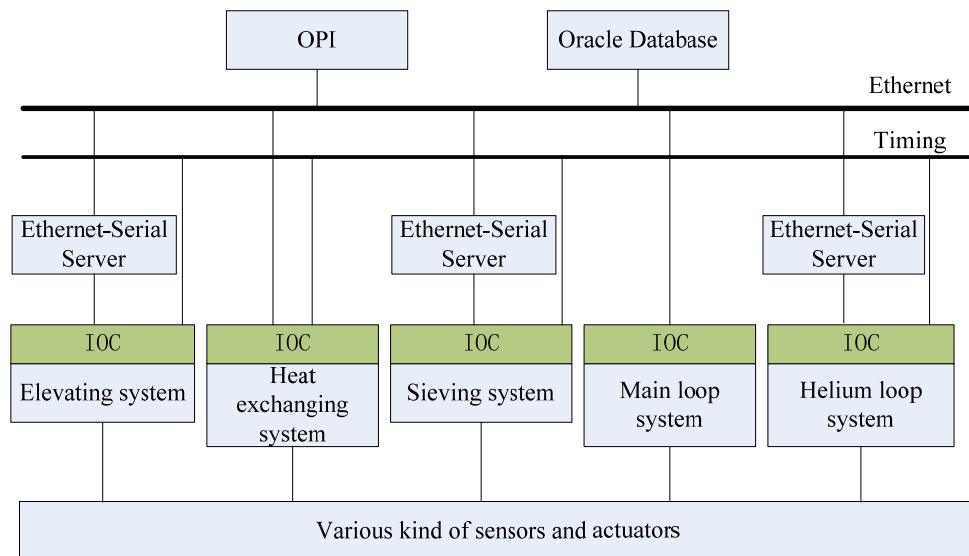 OPI
Oracle Database
Ethernet
Timing
Ethernet-Serial
Server
Ethernet-Serial
Server
Ethernet-Serial
Server
IOC
IOC
IOC
IOC
IOC
Elevating system
Heat
exchanging
system
Sieving system
Main loop
system
Helium loop
system
Various kind of sensors and actuators